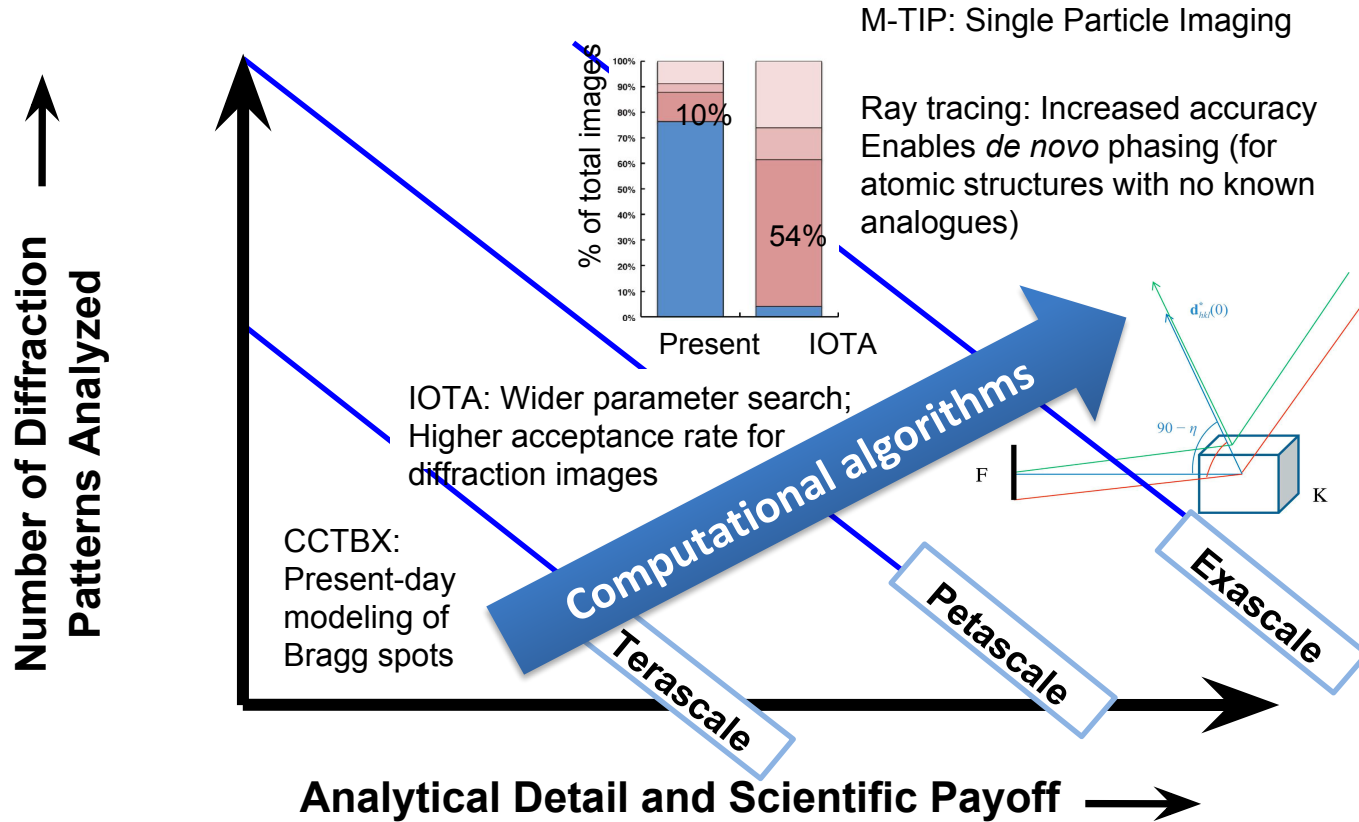 M-TIP: Single Particle Imaging
Ray tracing: Increased accuracy
Enables de novo phasing (for
atomic structures with no known
analogues)
Number of Diffraction
Patterns Analyzed
% of total images
100%
90%
80%
70%
60%
50%
40%
30%
20%
10%
0%
10%
54%
Present
IOTA
IOTA: Wider parameter search;
Higher acceptance rate for
diffraction images
CCTBX:
Present-day
modeling of
Bragg spots
Computational algorithms
d*hkl(0)
90 − η
F
K
Terascale
Petascale
Exascale
Analytical Detail and Scientific Payoff